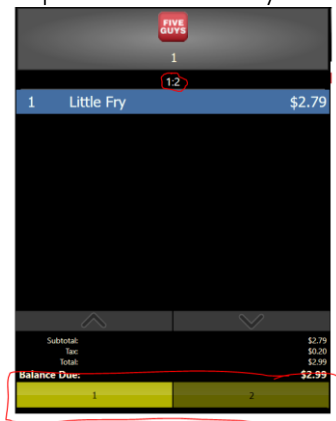 FIVE
GUYS
1
1:2
1 Little Fry $2.79
Subtotal: $2.79
Tax: $0.20
Total: $2.99
Balance Due: $2.99
1 2